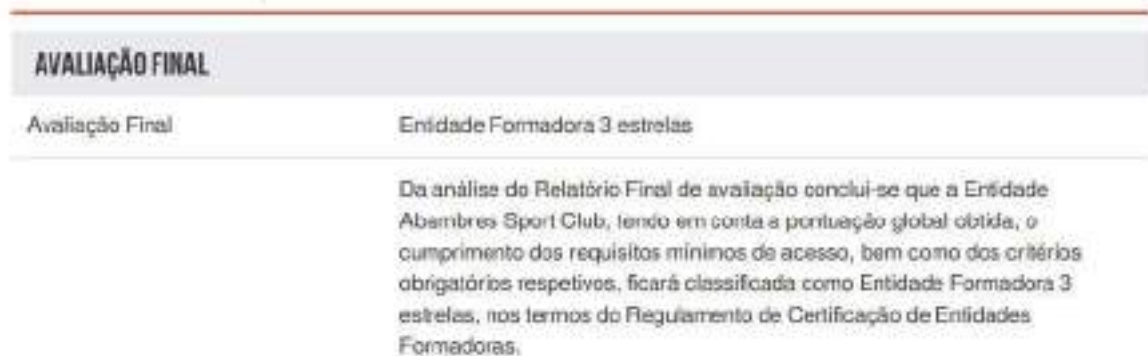 AVALIAÇÃO FINAL
Avaliação Final
Entidade Formadora 3 estrelas
Da análise do Relatório Final de avaliação conclui-se que a Entidade
Abambres Sport Club, tendo em conta a pontuação global obtida, o
cumprimento dos requisitos mínimos de acesso, bem como dos critérios
obrigatórios respetivos, ficará classificada como Entidade Formadora 3
estrelas, nos termos do Regulamento de Certificação de Entidades
Formadoras.